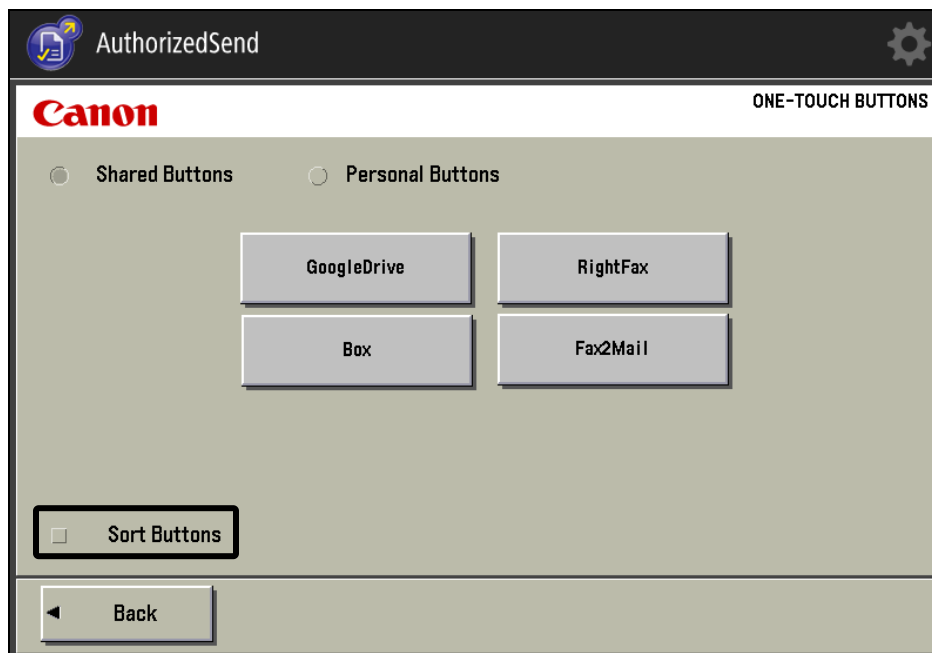 AuthorizedSend
Canon
ONE-TOUCH BUTTONS
Shared Buttons
Personal Buttons
GoogleDrive
RightFax
Box
Fax2Mail
Sort Buttons
Back